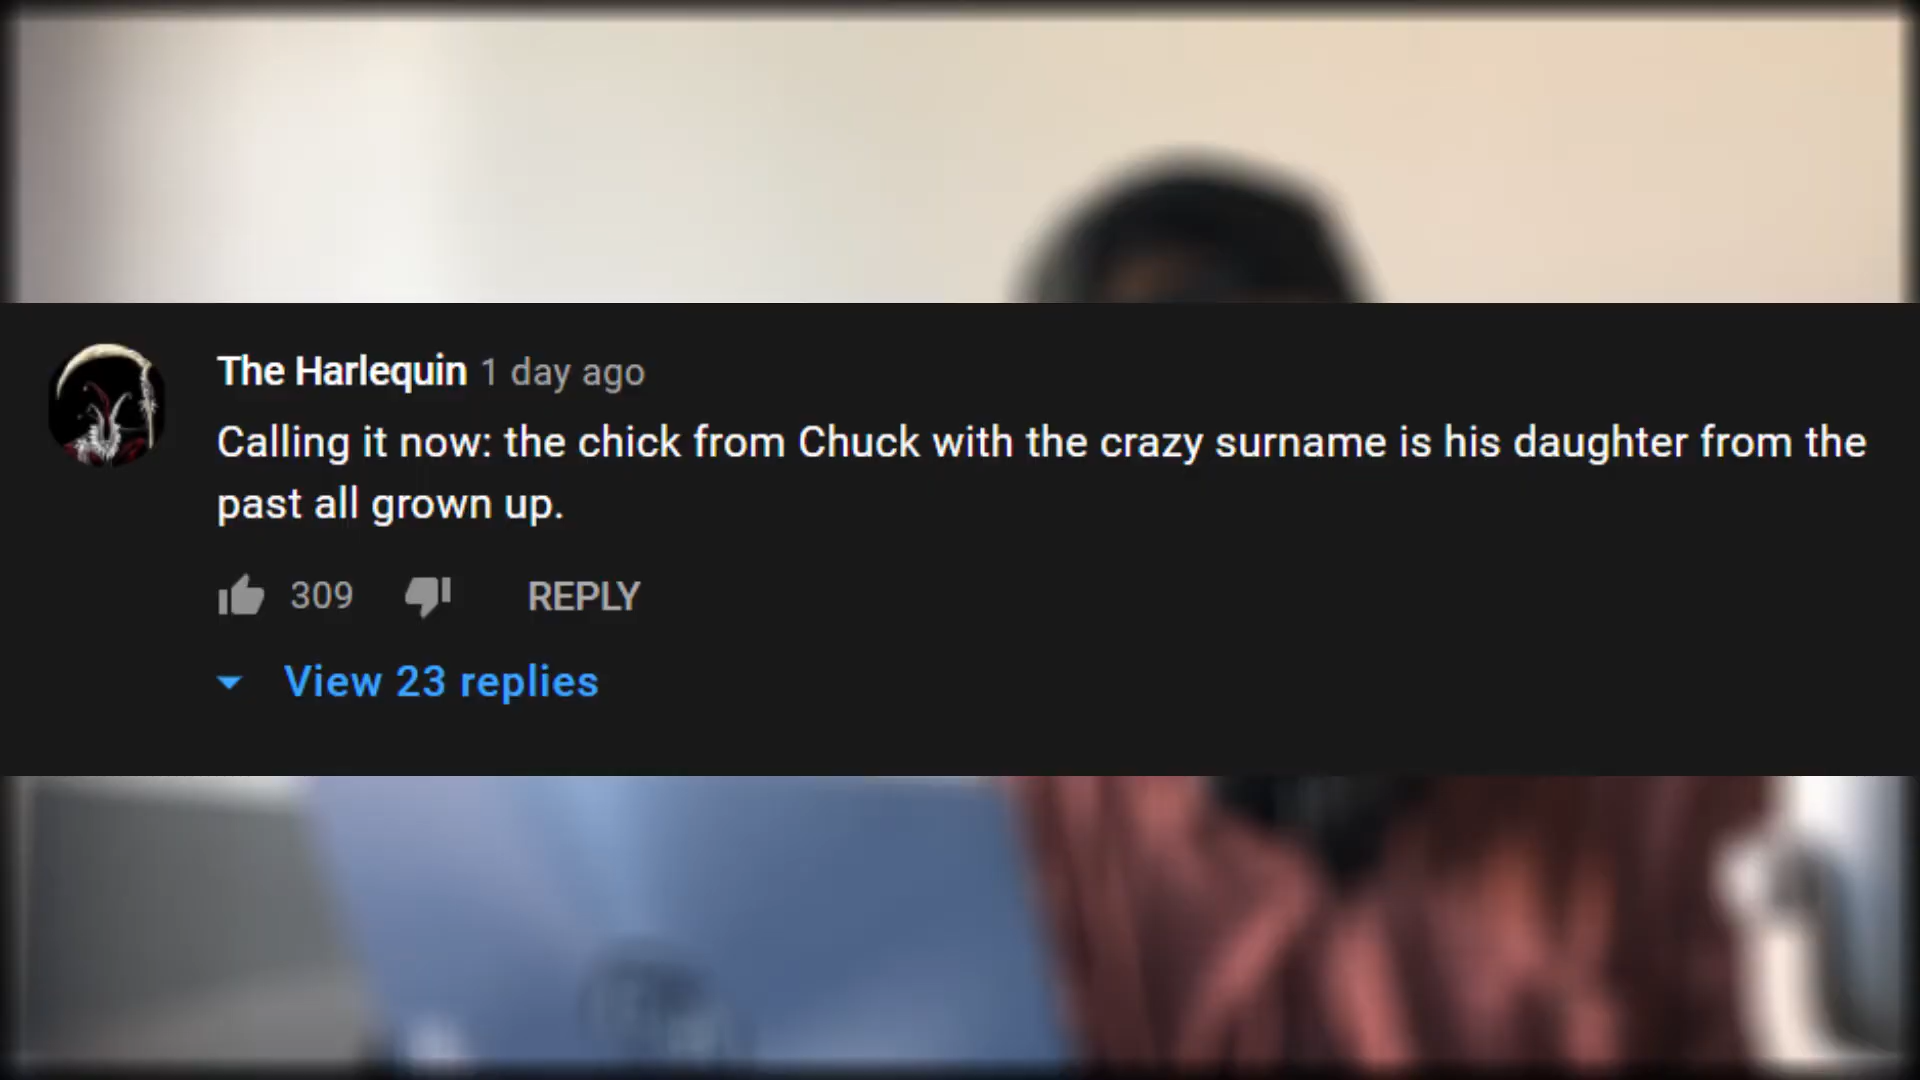 The Harlequin 1 day ago
Calling it now: the chick from Chuck with the crazy surname is his daughter from the
past all grown up.
309 REPLY
View 23 replies